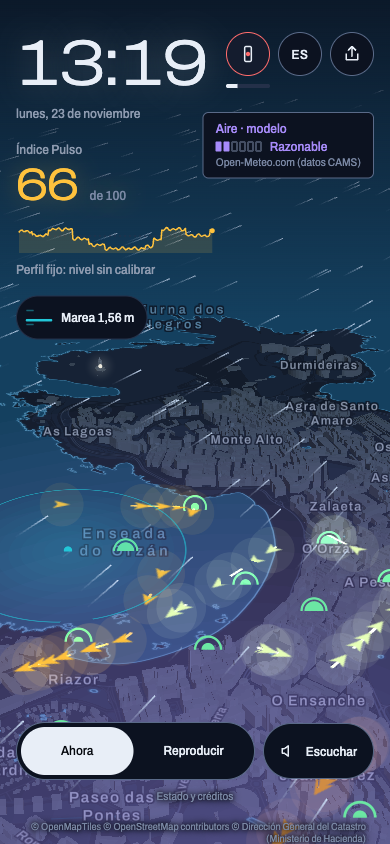 13:19
ES
lunes, 23 de noviembre
Aire · modelo
Razonable
Open-Meteo.com (datos CAMS)
Índice Pulso
66 de 100
Perfil fijo: nivel sin calibrar
Marea 1,56 m
Durmideiras
Agra de Santo
Amaro
As Lagoas
Monte Alto
Zalaeta
Enseada
do Orzán
O Orzán
Riazor
O Ensanche
Ahora
Reproducir
Escuchar
Paseo das
Pontes
Estado y créditos
© OpenMapTiles © OpenStreetMap contributors © Dirección General del Catastro
(Ministerio de Hacienda)